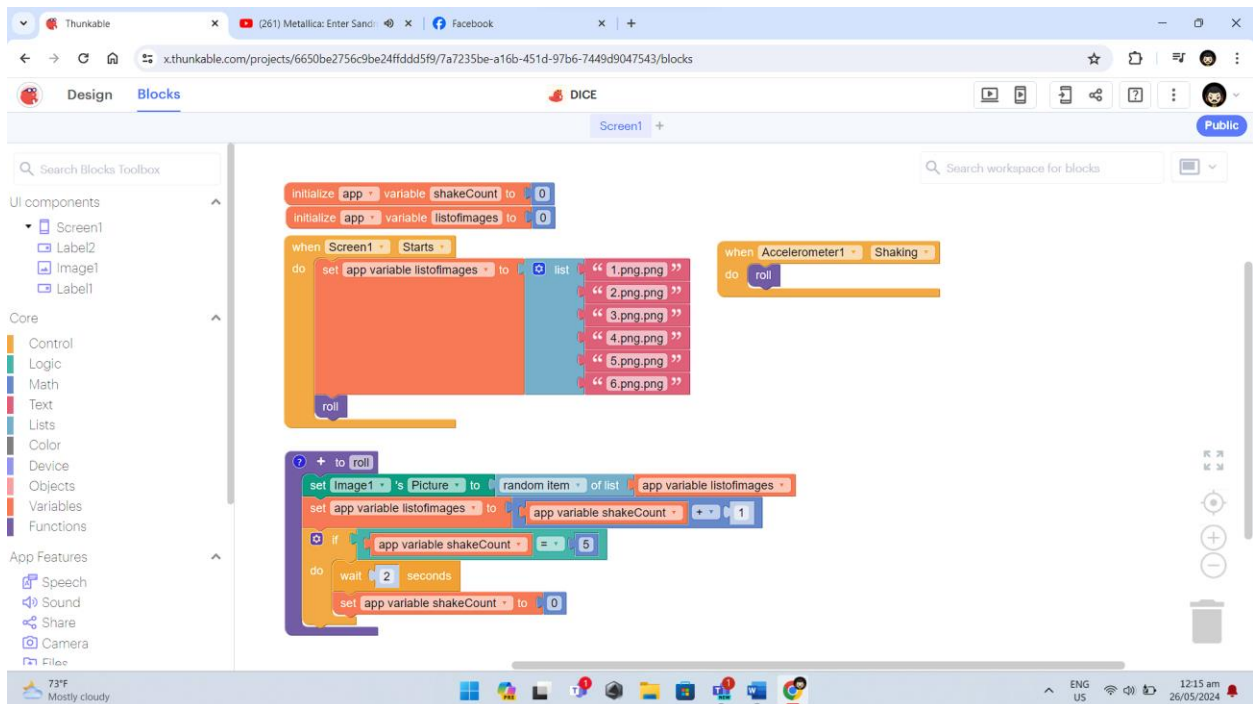 Thunkable
(261) Metallica: Enter Sandn
Facebook
x.thunkable.com/projects/6650be2756c9be24ffddd5f9/7a7235be-a16b-451d-97b6-7449d9047543/blocks
Design Blocks
DICE
Screen1 +
Public
Search Blocks Toolbox
Search workspace for blocks
UI components
Screen1
Label2
Image1
Label1
Core
Control
Logic
Math
Text
Lists
Color
Device
Objects
Variables
Functions
App Features
Speech
Sound
Share
Camera
Files
initialize app variable shakeCount to 0
initialize app variable listofimages to 0
when Screen1 Starts
do set app variable listofimages to list “ 1.png.png ”
“ 2.png.png ”
“ 3.png.png ”
“ 4.png.png ”
“ 5.png.png ”
“ 6.png.png ”
roll
when Accelerometer1 Shaking
do roll
? + to roll
set Image1 's Picture to random item of list app variable listofimages
set app variable listofimages to app variable shakeCount + 1
if app variable shakeCount = 5
do wait 2 seconds
set app variable shakeCount to 0
73°F
Mostly cloudy
ENG
US
12:15 am
26/05/2024